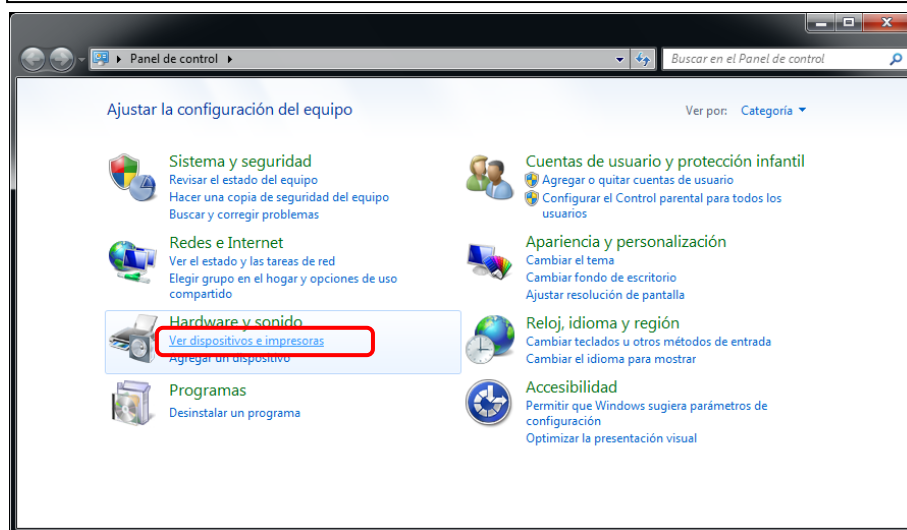 Panel de control
Buscar en el Panel de control
Ajustar la configuración del equipo
Ver por: Categoría
Sistema y seguridad
Revisar el estado del equipo
Hacer una copia de seguridad del equipo
Buscar y corregir problemas
Redes e Internet
Ver el estado y las tareas de red
Elegir grupo en el hogar y opciones de uso
compartido
Hardware y sonido
Ver dispositivos e impresoras
Agregar un dispositivo
Programas
Desinstalar un programa
Cuentas de usuario y protección infantil
Agregar o quitar cuentas de usuario
Configurar el Control parental para todos los
usuarios
Apariencia y personalización
Cambiar el tema
Cambiar fondo de escritorio
Ajustar resolución de pantalla
Reloj, idioma y región
Cambiar teclados u otros métodos de entrada
Cambiar el idioma para mostrar
Accesibilidad
Permitir que Windows sugiera parámetros de
configuración
Optimizar la presentación visual